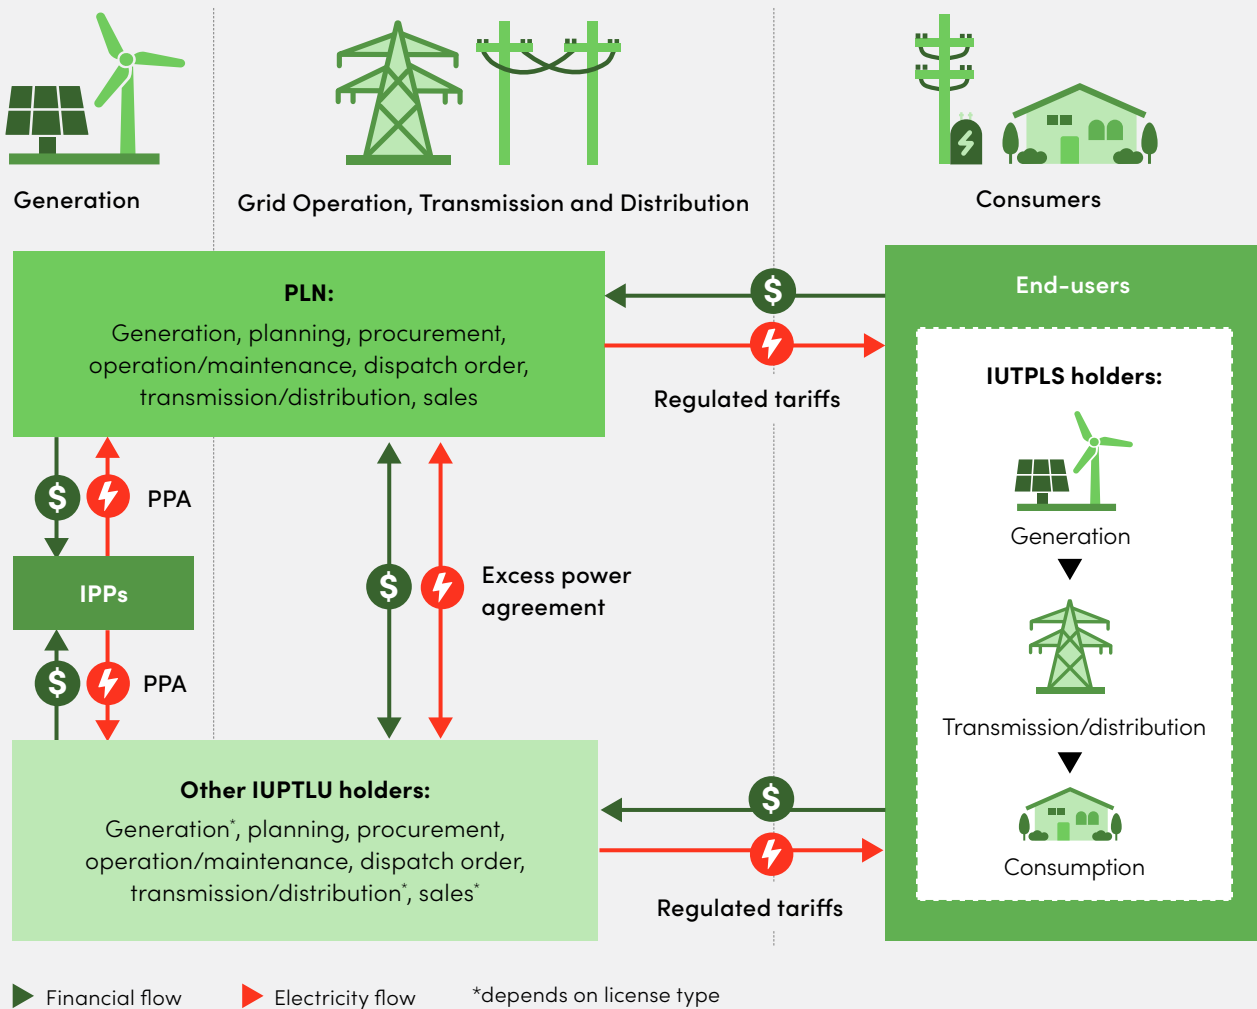 Generation
Grid Operation, Transmission and Distribution
Consumers
PLN:
Generation, planning, procurement,
operation/maintenance, dispatch order,
transmission/distribution, sales
$
Regulated tariffs
End-users
IUTPLS holders:
Generation
Transmission/distribution
Consumption
$
PPA
IPPs
$
PPA
$
Excess power
agreement
Other IUPTLU holders:
Generation*, planning, procurement,
operation/maintenance, dispatch order,
transmission/distribution*, sales*
$
Regulated tariffs
Financial flow
Electricity flow
*depends on license type